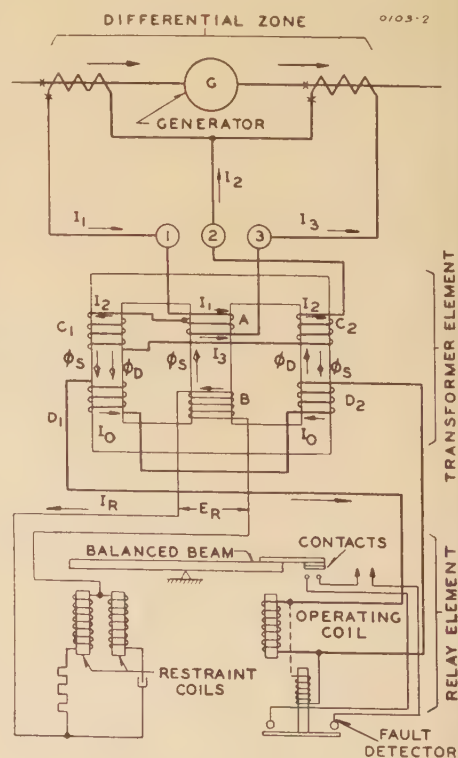 DIFFERENTIAL ZONE
0103-2
G
GENERATOR
I2
I1
I3
1 2 3
I2 I1 I2
C1 A C2
I3
ΦS ΦD ΦS ΦD ΦS
B
D1 D2
I0 I0
TRANSFORMER ELEMENT
IR ER
BALANCED BEAM
CONTACTS
OPERATING COIL
RESTRAINT COILS
RELAY ELEMENT
FAULT DETECTOR